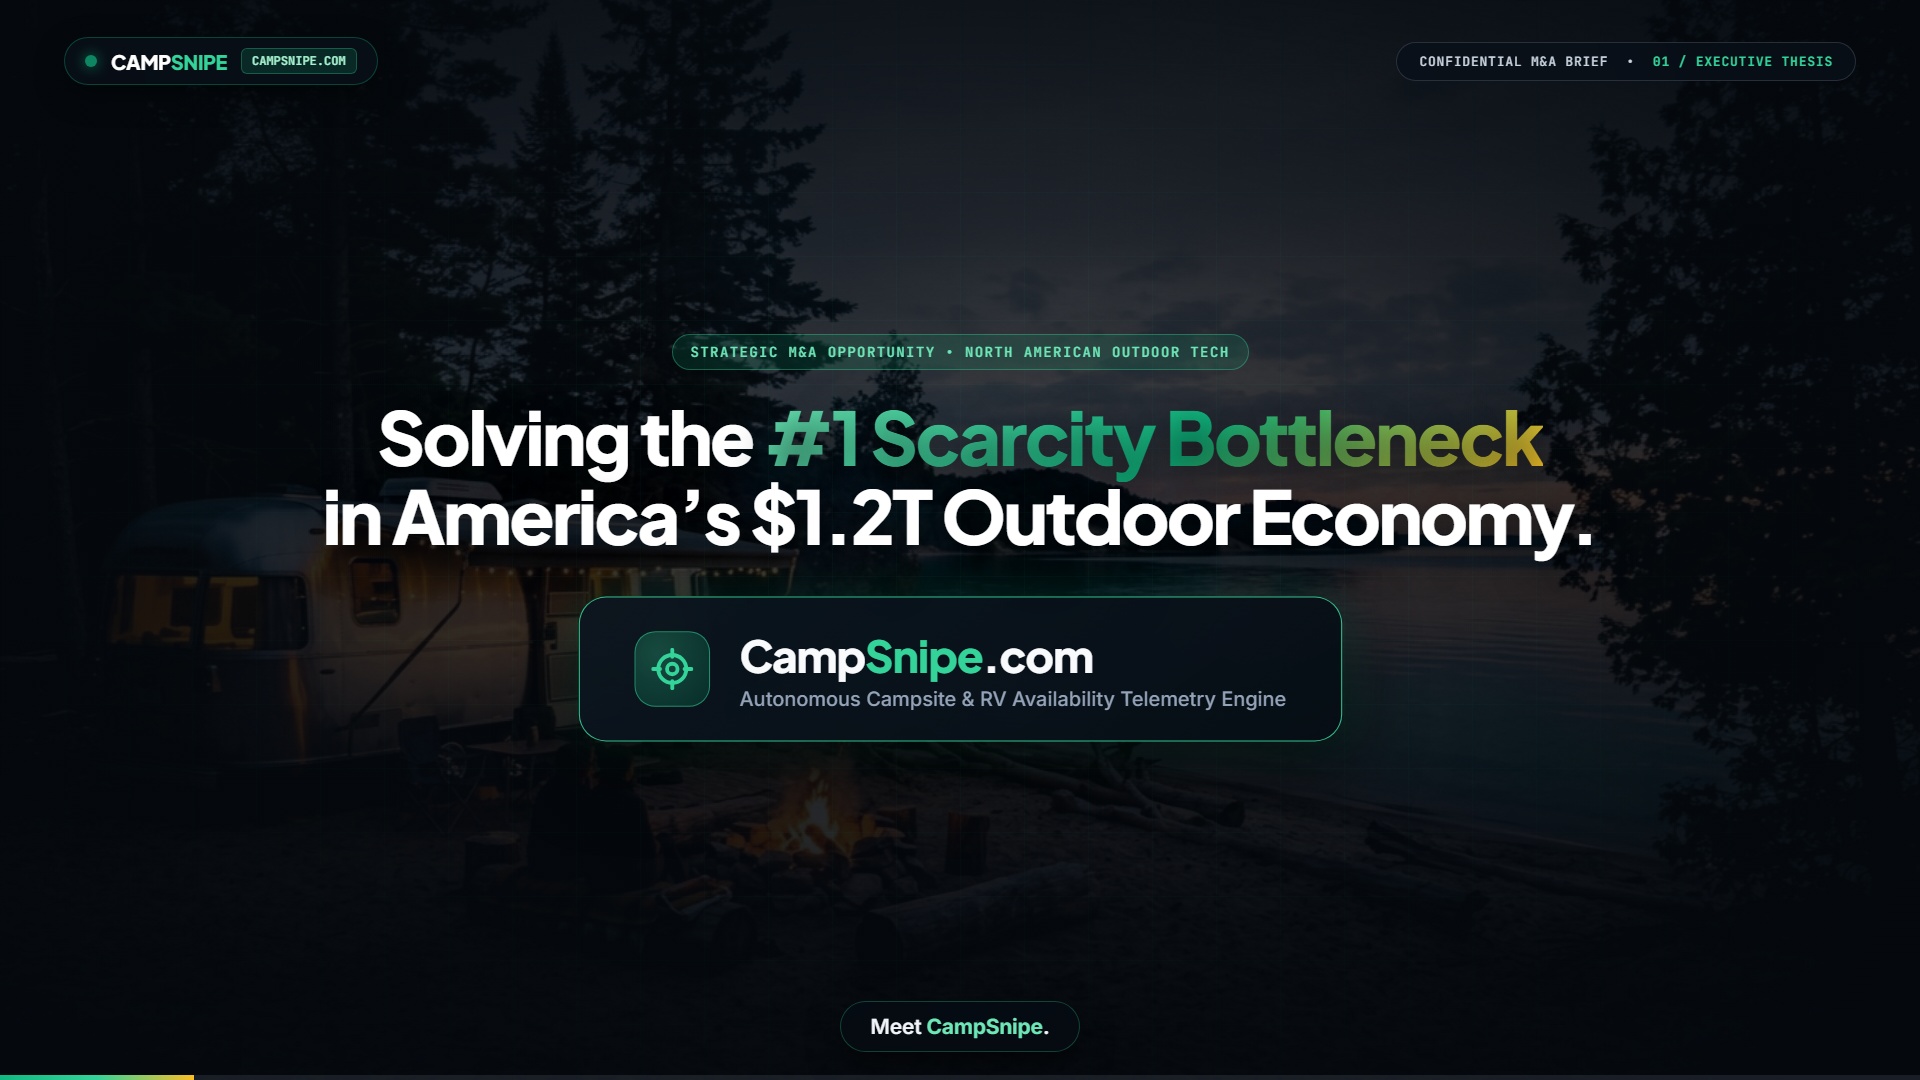 CAMPSNIPE CAMPSNIPE.COM
CONFIDENTIAL M&A BRIEF • 01 / EXECUTIVE THESIS
STRATEGIC M&A OPPORTUNITY • NORTH AMERICAN OUTDOOR TECH
Solving the #1 Scarcity Bottleneck
in America’s $1.2T Outdoor Economy.
CampSnipe.com
Autonomous Campsite & RV Availability Telemetry Engine
Meet CampSnipe.